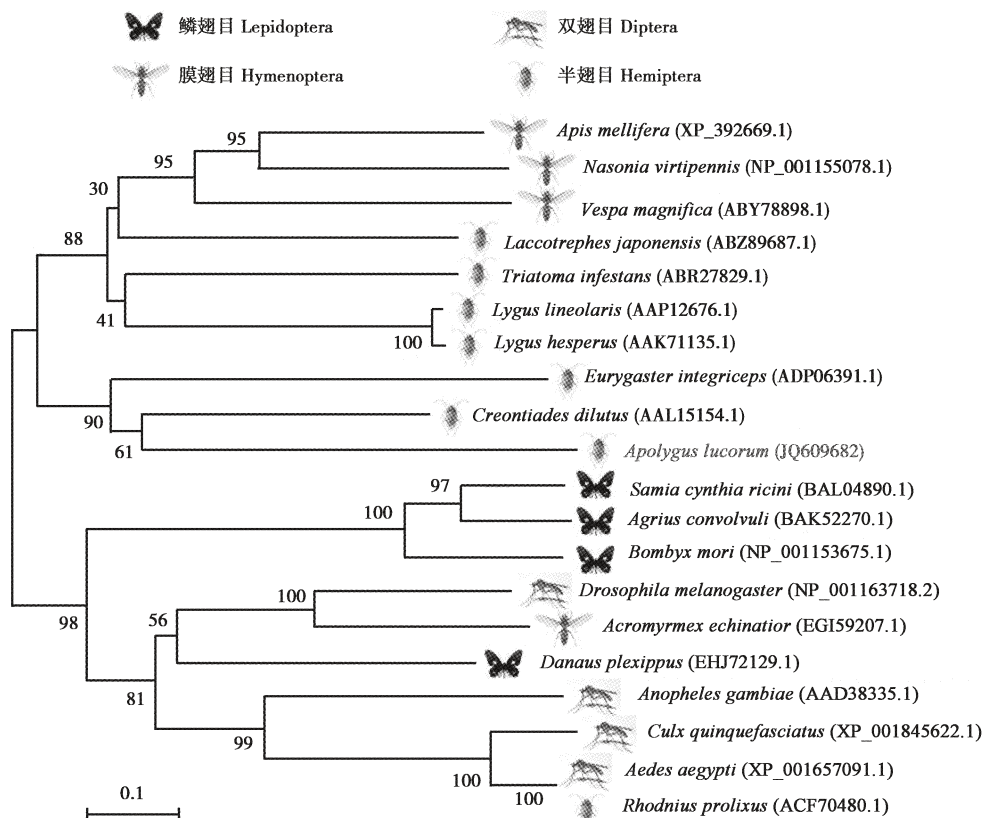 鳞翅目 Lepidoptera
双翅目 Diptera
膜翅目 Hymenoptera
半翅目 Hemiptera
95
Apis mellifera (XP_392669.1)
95
Nasonia virtipennis (NP_001155078.1)
30
Vespa magnifica (ABY78898.1)
88
Laccotrephes japonensis (ABZ89687.1)
Triatoma infestans (ABR27829.1)
41
Lygus lineolaris (AAP12676.1)
100
Lygus hesperus (AAK71135.1)
Eurygaster integriceps (ADP06391.1)
90
Creontiades dilutus (AAL15154.1)
61
Apolygus lucorum (JQ609682)
97
Samia cynthia ricini (BAL04890.1)
100
Agrius convolvuli (BAK52270.1)
Bombyx mori (NP_001153675.1)
98
100
Drosophila melanogaster (NP_001163718.2)
56
Acromyrmex echinatior (EGI59207.1)
Danaus plexippus (EHJ72129.1)
81
Anopheles gambiae (AAD38335.1)
99
Culx quinquefasciatus (XP_001845622.1)
100
Aedes aegypti (XP_001657091.1)
100
Rhodnius prolixus (ACF70480.1)
0.1